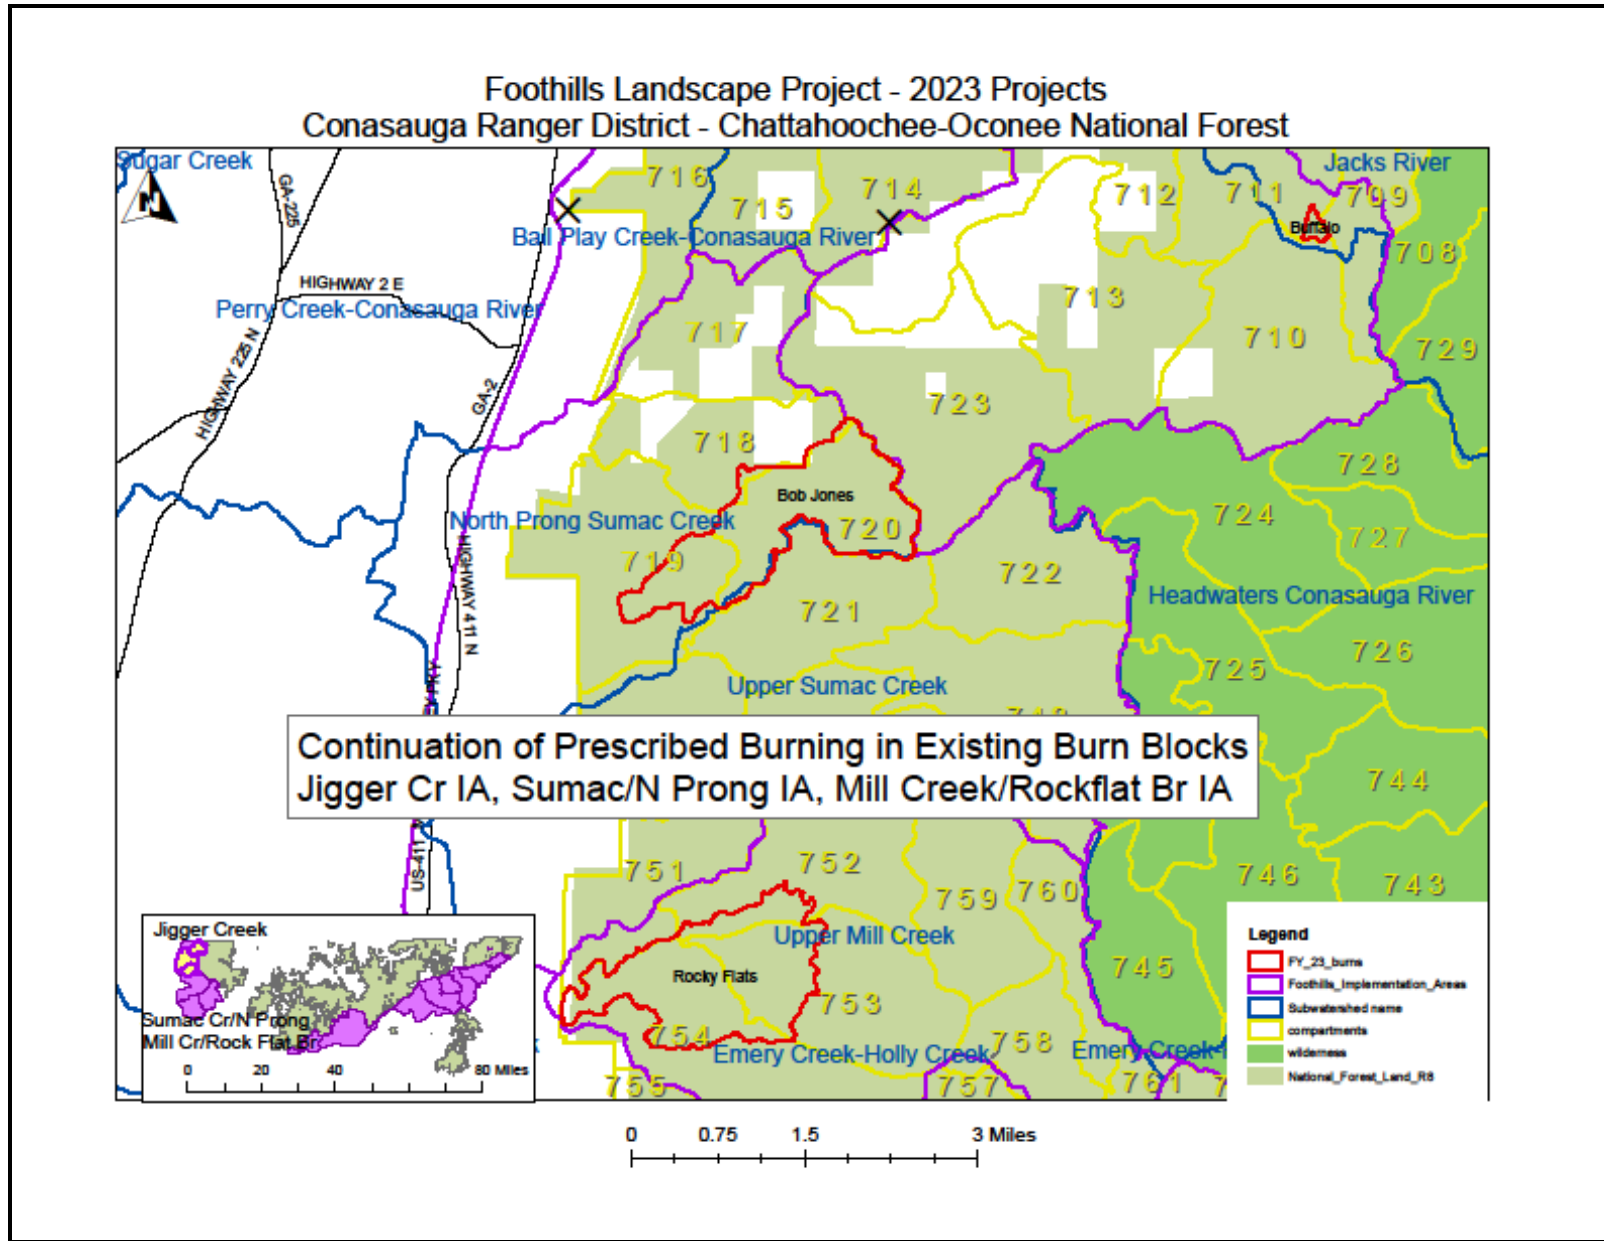 Foothills Landscape Project - 2023 Projects
Conasauga Ranger District - Chattahoochee-Oconee National Forest
Sugar Creek
N
GA-225
716
715
714
712
711
Jacks River
709
Buffalo
708
Ball Play Creek-Conasauga River
HIGHWAY 2 E
Perry Creek-Conasauga River
713
717
710
729
HIGHWAY 225 N
GA-2
723
718
728
Bob Jones
720
724
727
North Prong Sumac Creek
719
HIGHWAY 411 N
722
721
Headwaters Conasauga River
725
726
Upper Sumac Creek
Continuation of Prescribed Burning in Existing Burn Blocks
Jigger Cr IA, Sumac/N Prong IA, Mill Creek/Rockflat Br IA
744
US-411
751
752
759
760
746
743
Upper Mill Creek
Rocky Flats
753
745
754
Emery Creek-Holly Creek
758
Emery Creek-
755
757
761
7
Jigger Creek
Sumac Cr/N Prong
Mill Cr/Rock Flat Br
0 20 40 80 Miles
Legend
FY_23_burns
Foothills_Implementation_Areas
Subwatershed name
compartments
wilderness
National_Forest_Land_R8
0 0.75 1.5 3 Miles